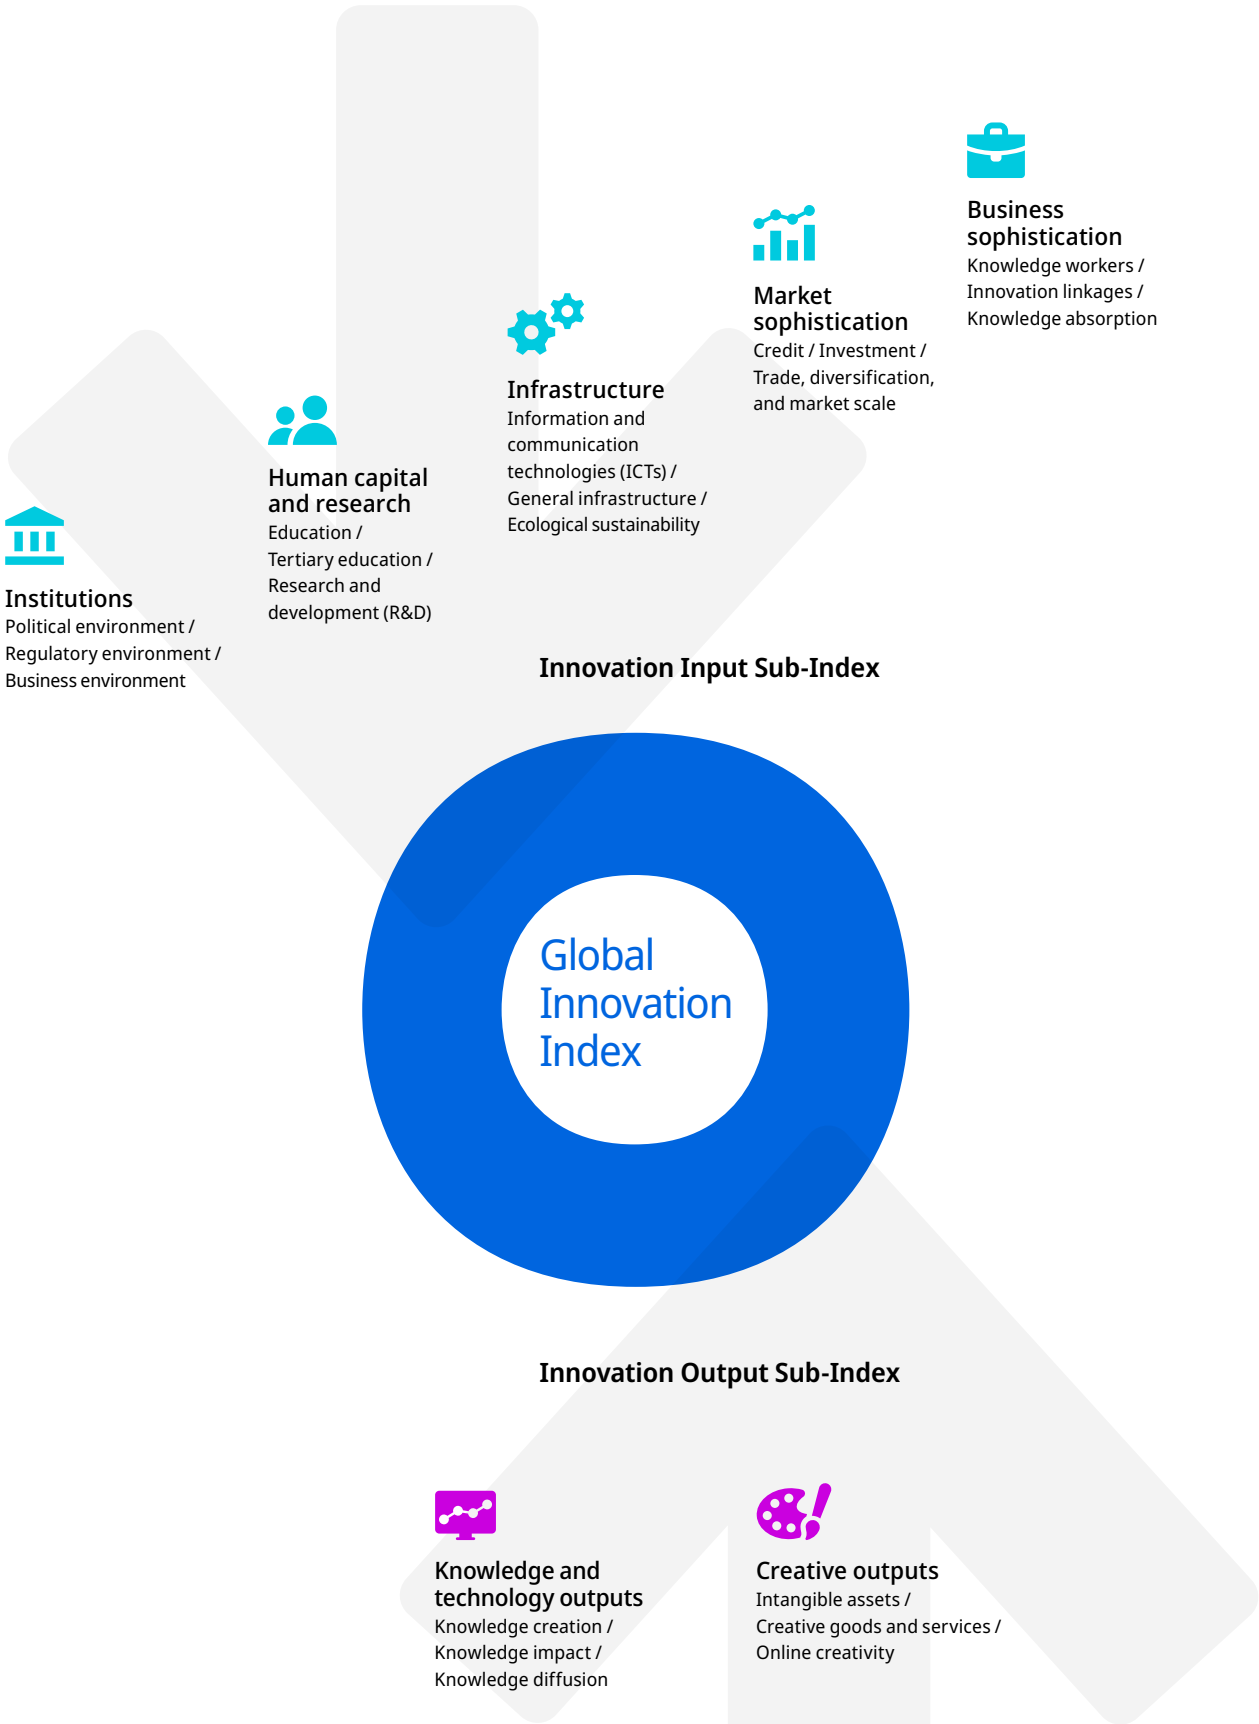 Institutions
Political environment /
Regulatory environment /
Business environment
Human capital
and research
Education /
Tertiary education /
Research and
development (R&D)
Infrastructure
Information and
communication
technologies (ICTs) /
General infrastructure /
Ecological sustainability
Market
sophistication
Credit / Investment /
Trade, diversification,
and market scale
Business
sophistication
Knowledge workers /
Innovation linkages /
Knowledge absorption
Innovation Input Sub-Index
Global
Innovation
Index
Innovation Output Sub-Index
Knowledge and
technology outputs
Knowledge creation /
Knowledge impact /
Knowledge diffusion
Creative outputs
Intangible assets /
Creative goods and services /
Online creativity